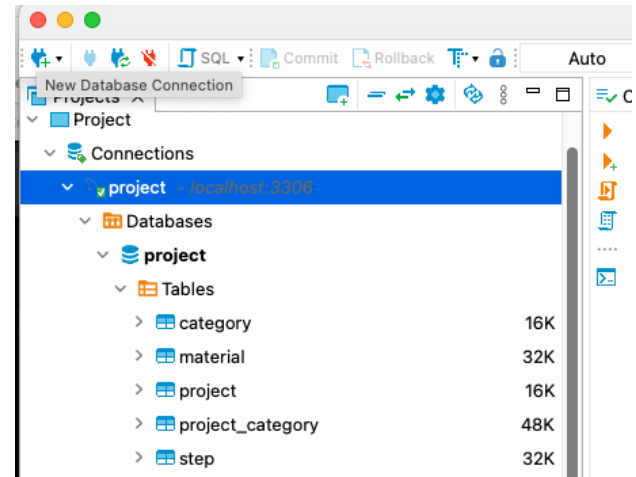 SQL Commit Rollback Auto
New Database Connection
Projects
Project
Connections
project - localhost:3306
Databases
project
Tables
category 16K
material 32K
project 16K
project_category 48K
step 32K